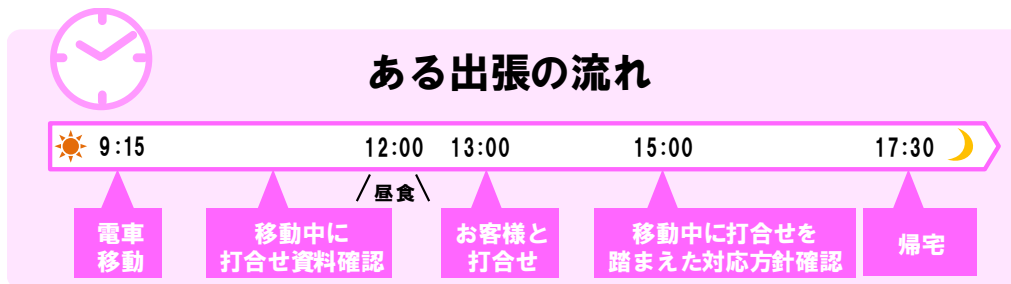 ある出張の流れ
9:15
12:00
13:00
15:00
17:30
昼食
電車
移動
移動中に
打合せ資料確認
お客様と
打合せ
移動中に打合せを
踏まえた対応方針確認
帰宅